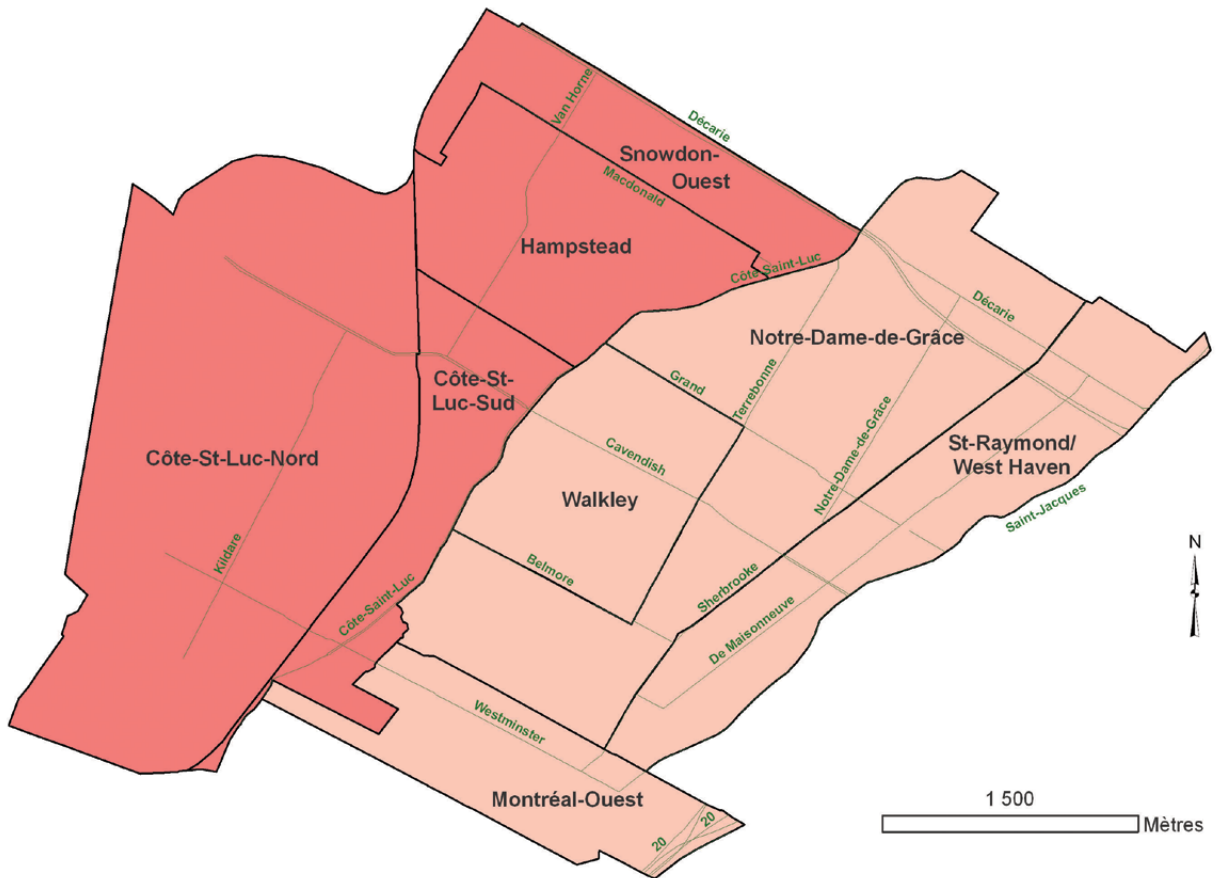 Van Horne
Décarie
Snowdon-
Ouest
Macdonald
Hampstead
Côte-Saint-Luc
Décarie
Notre-Dame-de-Grâce
Côte-St-
Luc-Sud
Grand
Terrebonne
Notre-Dame-de-Grâce
Cavendish
St-Raymond/
West Haven
Côte-St-Luc-Nord
Walkley
Saint-Jacques
Kildare
Belmore
Sherbrooke
Côte-Saint-Luc
De Maisonneuve
N
Westminster
Montréal-Ouest
20
20
1 500
Mètres